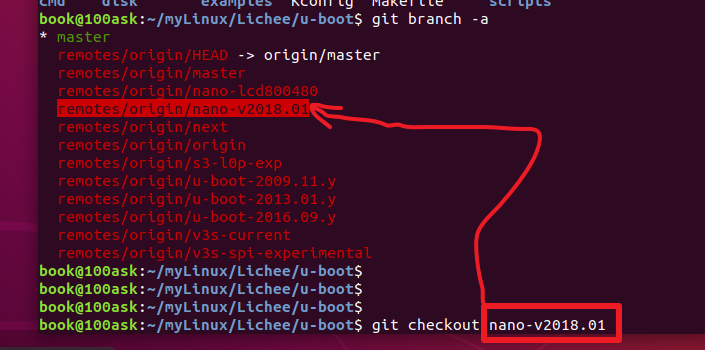 cmd  disk  examples  Kconfig  Makefile  scripts
book@100ask:~/myLinux/Lichee/u-boot$ git branch -a
* master
remotes/origin/HEAD -> origin/master
remotes/origin/master
remotes/origin/nano-lcd800480
remotes/origin/nano-v2018.01
remotes/origin/next
remotes/origin/origin
remotes/origin/s3-l0p-exp
remotes/origin/u-boot-2009.11.y
remotes/origin/u-boot-2013.01.y
remotes/origin/u-boot-2016.09.y
remotes/origin/v3s-current
remotes/origin/v3s-spi-experimental
book@100ask:~/myLinux/Lichee/u-boot$
book@100ask:~/myLinux/Lichee/u-boot$
book@100ask:~/myLinux/Lichee/u-boot$
book@100ask:~/myLinux/Lichee/u-boot$ git checkout nano-v2018.01